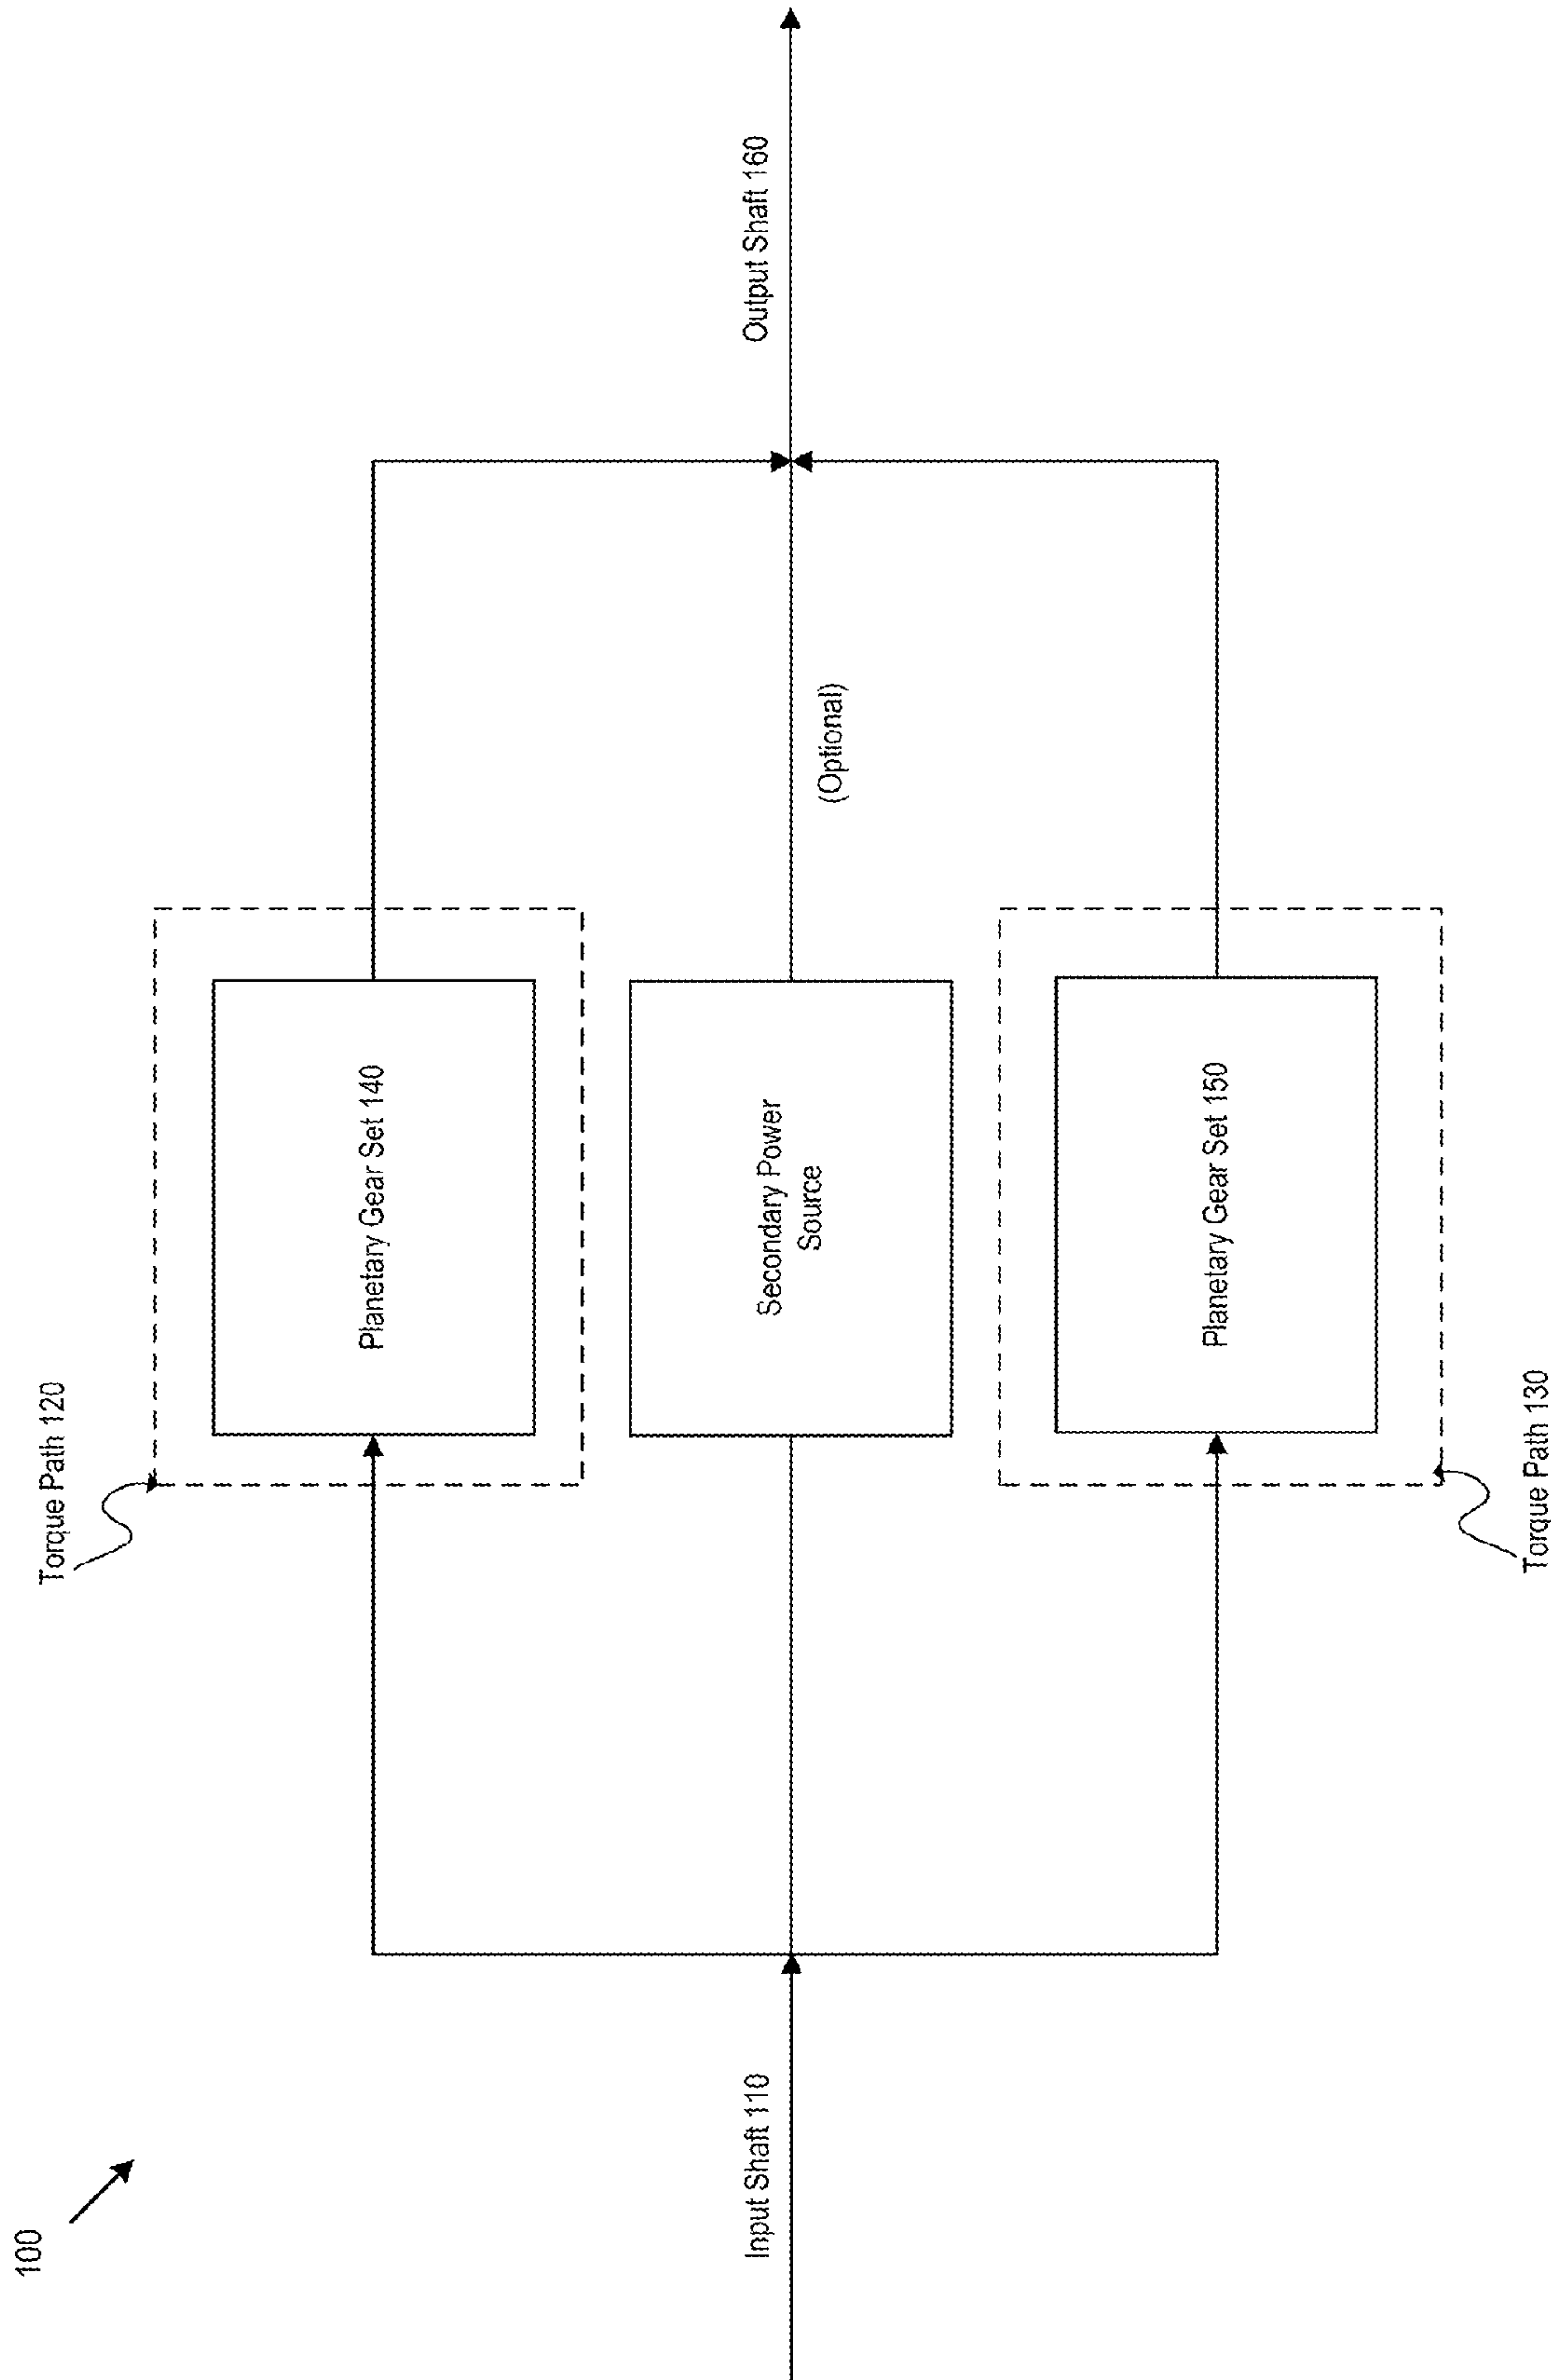 100
Torque Path 120
Planetary Gear Set 140
Input Shaft 110
Secondary Power
Source
(Optional)
Output Shaft 160
Planetary Gear Set 150
Torque Path 130